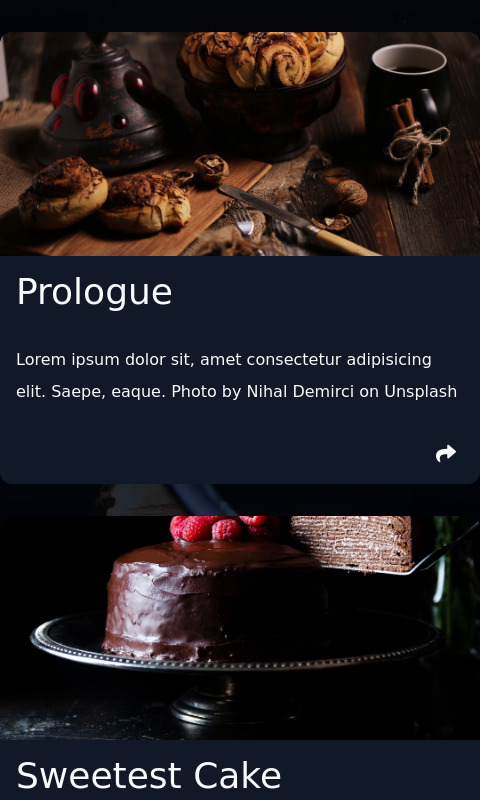 Prologue
Lorem ipsum dolor sit, amet consectetur adipisicing
elit. Saepe, eaque. Photo by Nihal Demirci on Unsplash
Sweetest Cake